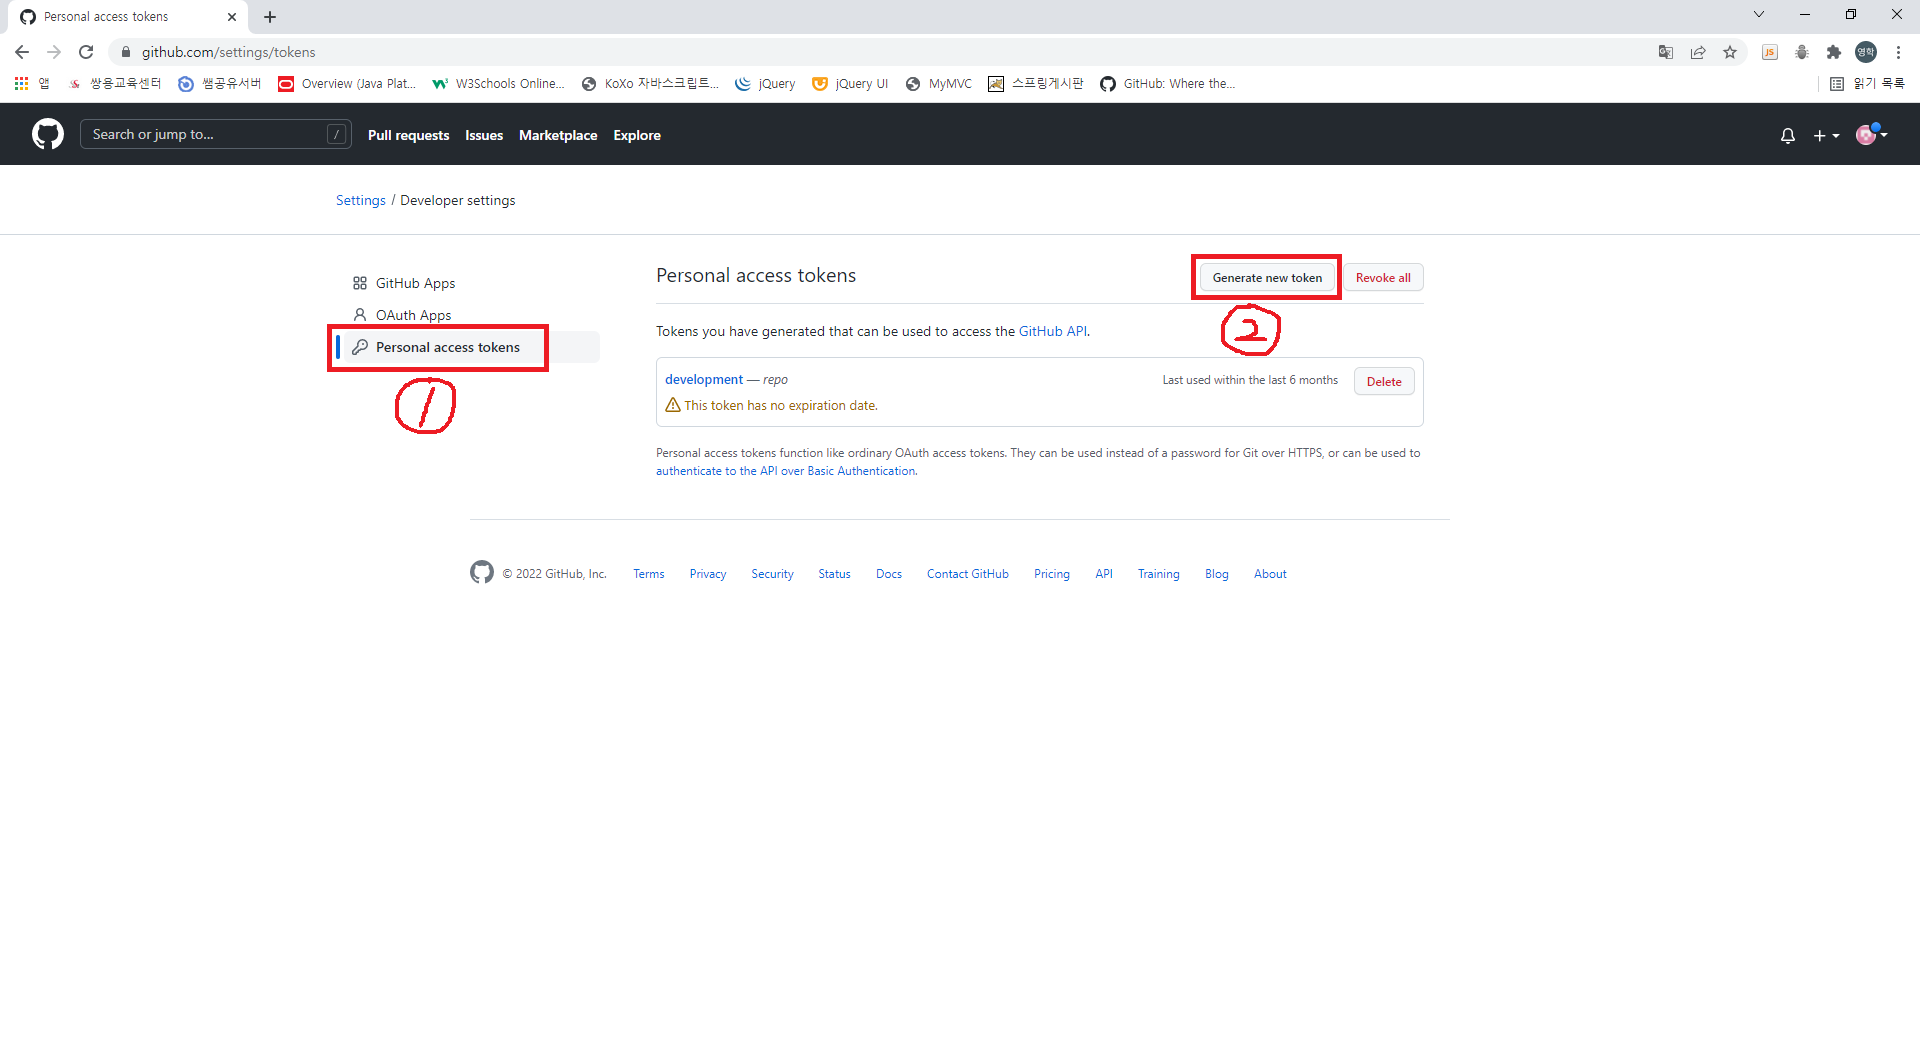 Personal access tokens
github.com/settings/tokens
JS
영학
앱
쌍용교육센터
쌤공유서버
Overview (Java Plat...
W3Schools Online...
KoXo 자바스크립트...
jQuery
jQuery UI
MyMVC
스프링게시판
GitHub: Where the...
읽기 목록
Search or jump to...
/
Pull requests
Issues
Marketplace
Explore
Settings / Developer settings
GitHub Apps
OAuth Apps
Personal access tokens
1
Personal access tokens
Generate new token
Revoke all
2
Tokens you have generated that can be used to access the GitHub API.
development — repo
Last used within the last 6 months
Delete
This token has no expiration date.
Personal access tokens function like ordinary OAuth access tokens. They can be used instead of a password for Git over HTTPS, or can be used to
authenticate to the API over Basic Authentication.
© 2022 GitHub, Inc.
Terms
Privacy
Security
Status
Docs
Contact GitHub
Pricing
API
Training
Blog
About